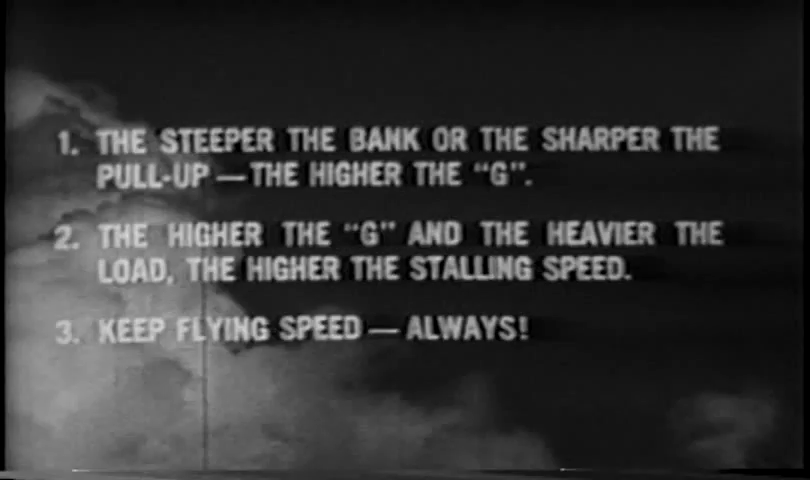 1. THE STEEPER THE BANK OR THE SHARPER THE
PULL-UP — THE HIGHER THE "G".
2. THE HIGHER THE "G" AND THE HEAVIER THE
LOAD, THE HIGHER THE STALLING SPEED.
3. KEEP FLYING SPEED — ALWAYS!